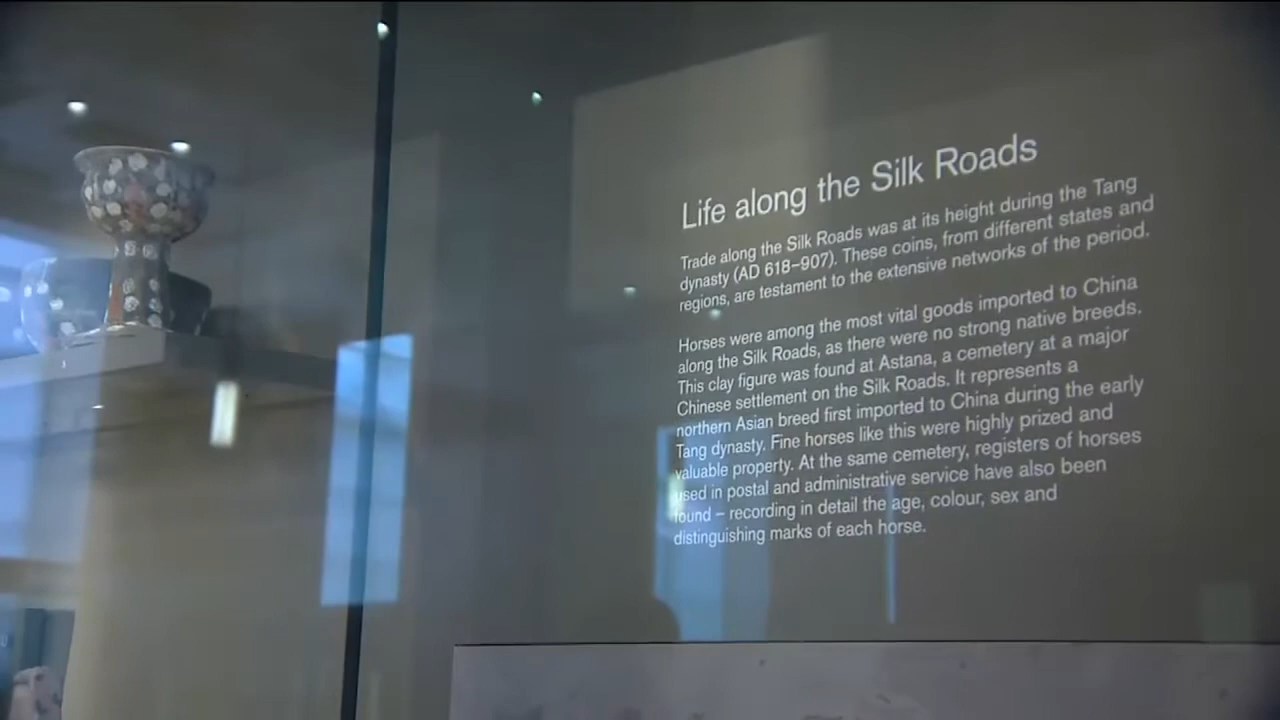 Life along the Silk Roads
Trade along the Silk Roads was at its height during the Tang
dynasty (AD 618–907). These coins, from different states and
regions, are testament to the extensive networks of the period.
Horses were among the most vital goods imported to China
along the Silk Roads, as there were no strong native breeds.
This clay figure was found at Astana, a cemetery at a major
Chinese settlement on the Silk Roads. It represents a
northern Asian breed first imported to China during the early
Tang dynasty. Fine horses like this were highly prized and
valuable property. At the same cemetery, registers of horses
used in postal and administrative service have also been
found – recording in detail the age, colour, sex and
distinguishing marks of each horse.